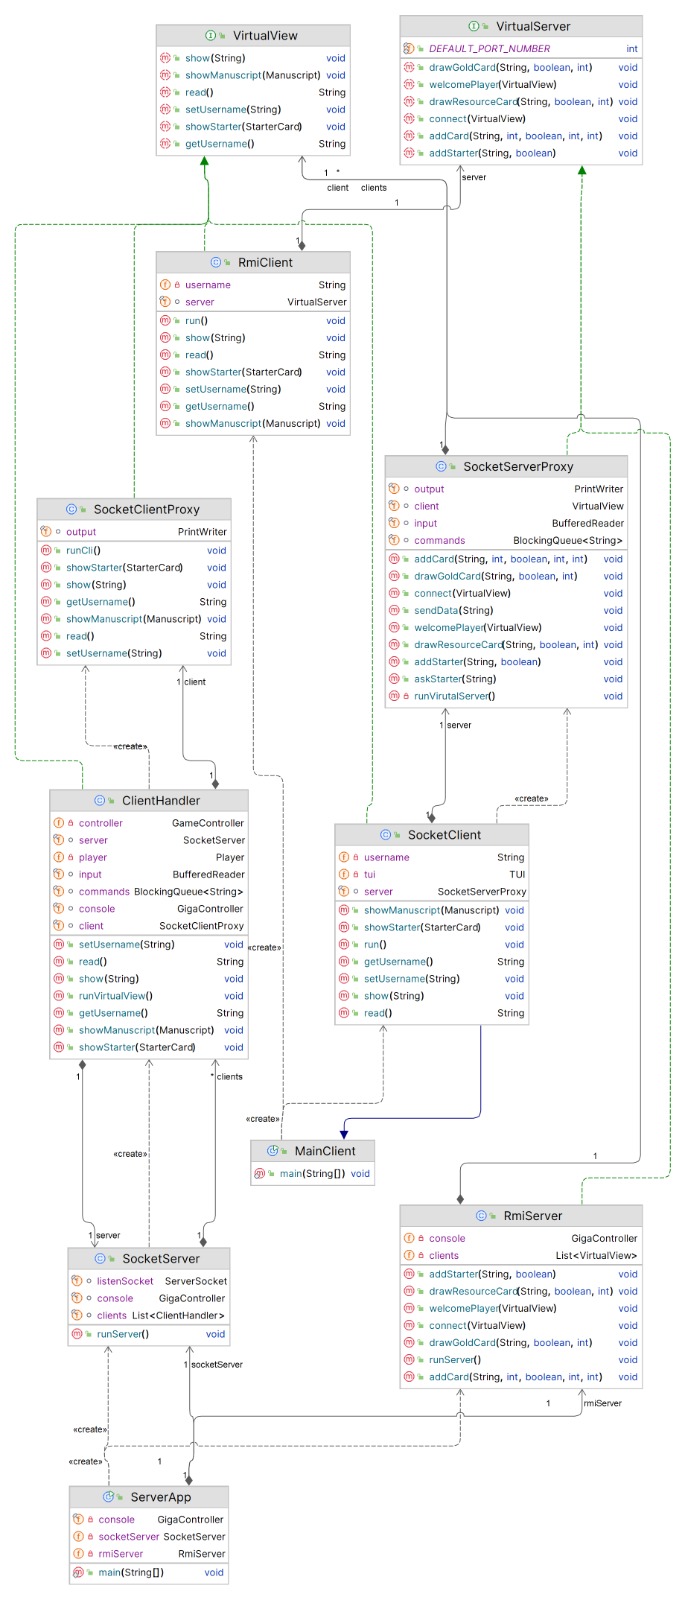 VirtualView
show(String) void
showManuscript(Manuscript) void
read() String
setUsername(String) void
showStarter(StarterCard) void
getUsername() String
VirtualServer
DEFAULT_PORT_NUMBER int
drawGoldCard(String, boolean, int) void
welcomePlayer(VirtualView) void
drawResourceCard(String, boolean, int) void
connect(VirtualView) void
addCard(String, int, boolean, int, int) void
addStarter(String, boolean) void
1 *
client clients
server
1
1
RmiClient
username String
server VirtualServer
run() void
show(String) void
read() String
showStarter(StarterCard) void
setUsername(String) void
getUsername() String
showManuscript(Manuscript) void
1
SocketServerProxy
output PrintWriter
client VirtualView
input BufferedReader
commands BlockingQueue<String>
addCard(String, int, boolean, int, int) void
drawGoldCard(String, boolean, int) void
connect(VirtualView) void
sendData(String) void
welcomePlayer(VirtualView) void
drawResourceCard(String, boolean, int) void
addStarter(String, boolean) void
askStarter(String) void
runVirutalServer() void
SocketClientProxy
output PrintWriter
runCli() void
showStarter(StarterCard) void
show(String) void
getUsername() String
showManuscript(Manuscript) void
read() String
setUsername(String) void
1 client
«create»
1
1 server
«create»
1
ClientHandler
controller GameController
server SocketServer
player Player
input BufferedReader
commands BlockingQueue<String>
console GigaController
client SocketClientProxy
setUsername(String) void
read() String
show(String) void
runVirtualView() void
getUsername() String
showManuscript(Manuscript) void
showStarter(StarterCard) void
SocketClient
username String
tui TUI
server SocketServerProxy
showManuscript(Manuscript) void
showStarter(StarterCard) void
run() void
getUsername() String
setUsername(String) void
show(String) void
read() String
«create»
1
* clients
«create»
«create»
MainClient
main(String[]) void
1
1 server
1
SocketServer
listenSocket ServerSocket
console GigaController
clients List<ClientHandler>
runServer() void
RmiServer
console GigaController
clients List<VirtualView>
addStarter(String, boolean) void
drawResourceCard(String, boolean, int) void
welcomePlayer(VirtualView) void
connect(VirtualView) void
drawGoldCard(String, boolean, int) void
runServer() void
addCard(String, int, boolean, int, int) void
1 socketServer
1
rmiServer
«create»
«create»
1
1
ServerApp
console GigaController
socketServer SocketServer
rmiServer RmiServer
main(String[]) void